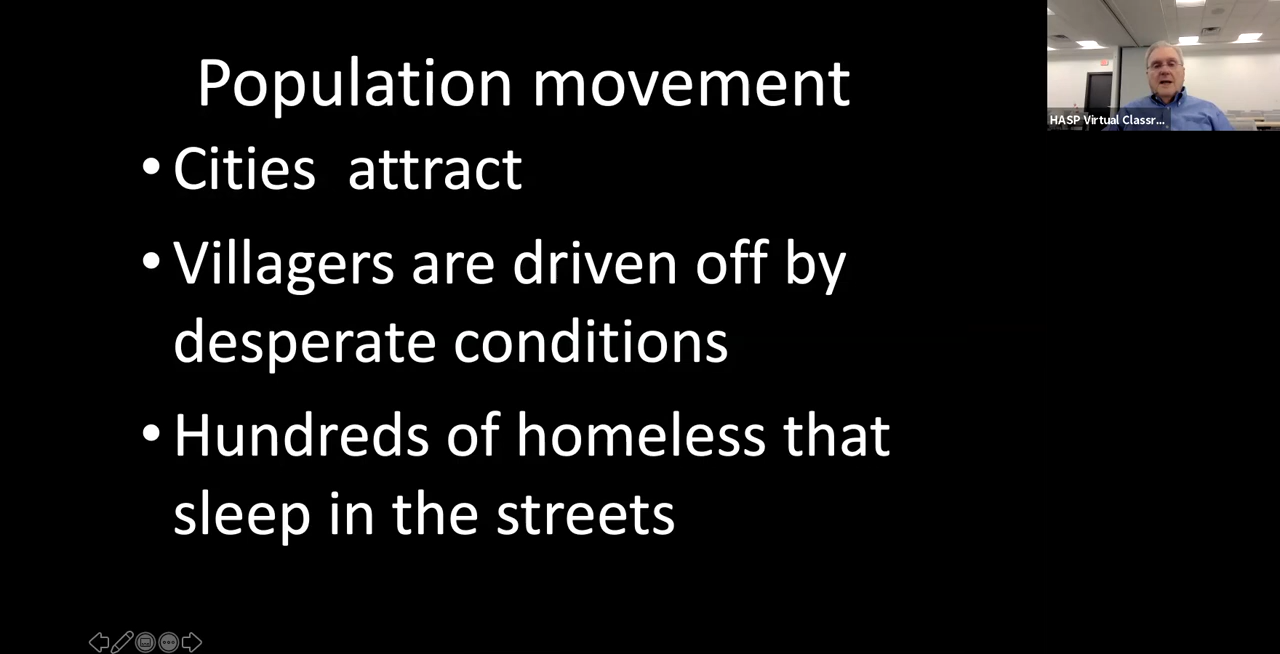 Population movement
• Cities  attract
• Villagers are driven off by
desperate conditions
• Hundreds of homeless that
sleep in the streets
HASP Virtual Classr...